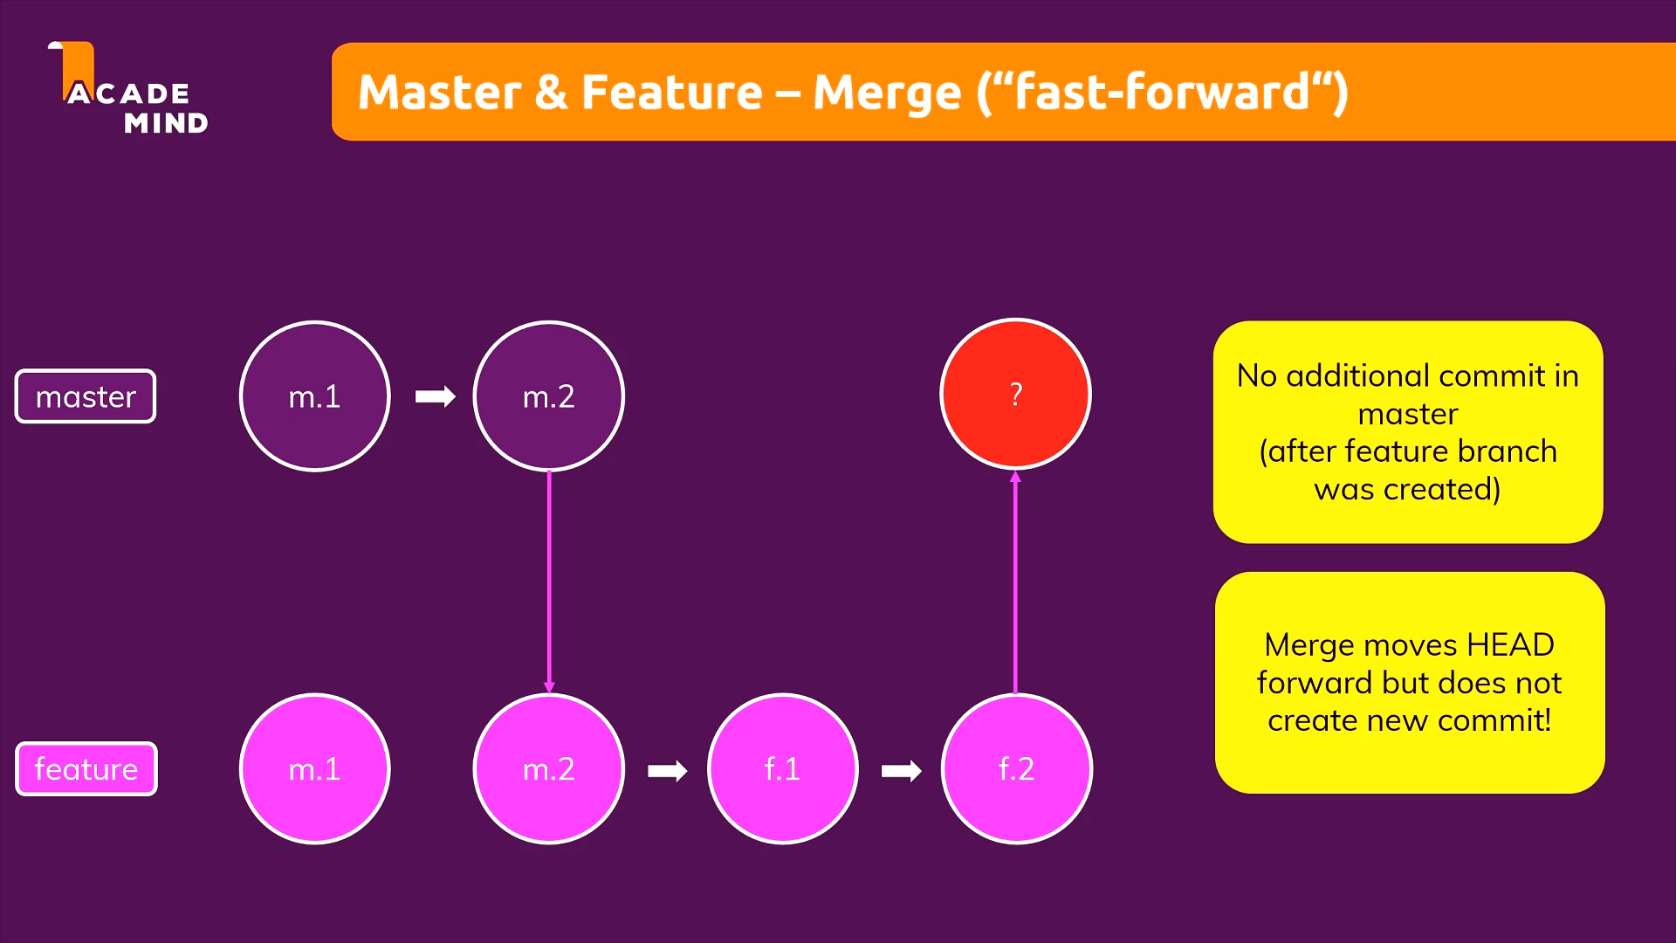 ACADE
MIND
Master & Feature – Merge (“fast-forward“)
master
m.1
m.2
?
No additional commit in
master
(after feature branch
was created)
Merge moves HEAD
forward but does not
create new commit!
feature
m.1
m.2
f.1
f.2